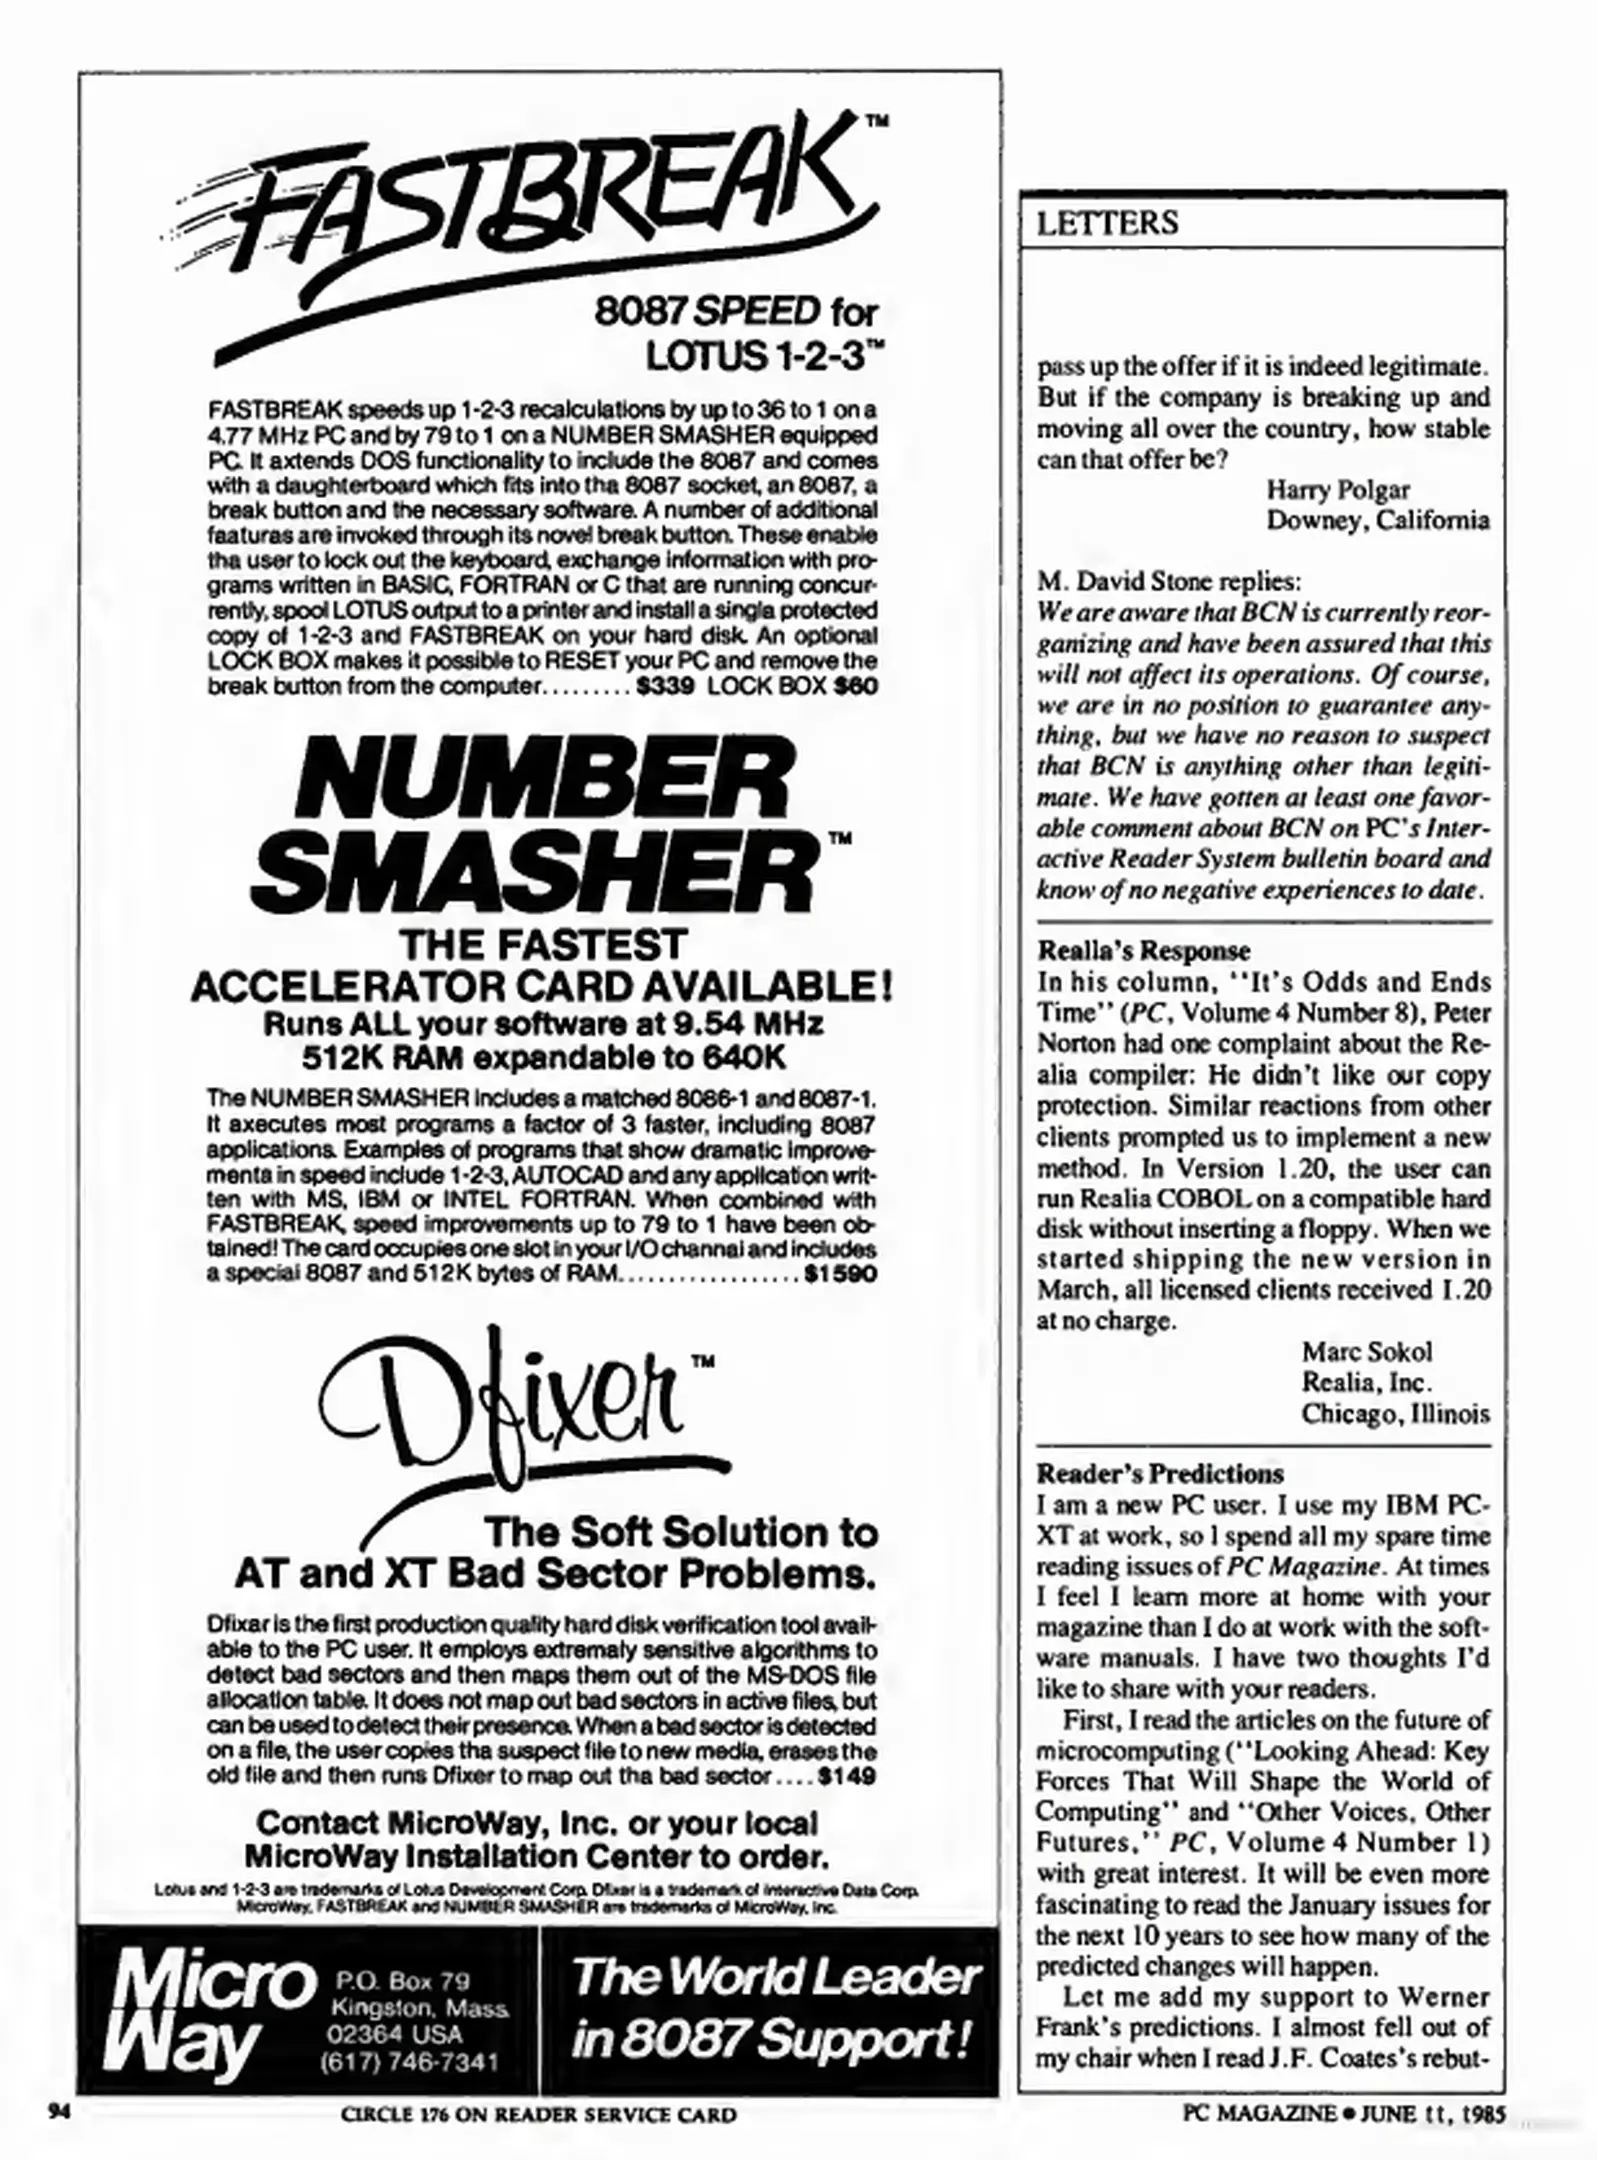 FASTBREAK™
8087 SPEED for
LOTUS 1-2-3™
FASTBREAK speeds up 1-2-3 recalculations by up to 36 to 1 on a
4.77 MHz PC and by 79 to 1 on a NUMBER SMASHER equipped
PC. It axtends DOS functionality to include the 8087 and comes
with a daughterboard which fits into tha 8087 socket, an 8087, a
break button and the necessary software. A number of additional
faaturas are invoked through its novel break button. These enable
tha user to lock out the keyboard, exchange information with pro-
grams written in BASIC, FORTRAN or C that are running concur-
rently, spool LOTUS output to a printer and install a singla protected
copy of 1-2-3 and FASTBREAK on your hard disk. An optional
LOCK BOX makes it possible to RESET your PC and remove the
break button from the computer......... $339 LOCK BOX $60
NUMBER
SMASHER™
THE FASTEST
ACCELERATOR CARD AVAILABLE!
Runs ALL your software at 9.54 MHz
512K RAM expandable to 640K
The NUMBER SMASHER includes a matched 8086-1 and 8087-1.
It axecutes most programs a factor of 3 faster, including 8087
applications. Examples of programs that show dramatic improve-
menta in speed include 1-2-3, AUTOCAD and any application writ-
ten with MS, IBM or INTEL FORTRAN. When combined with
FASTBREAK, speed improvements up to 79 to 1 have been ob-
tained! The card occupies one slot in your I/O channal and includes
a special 8087 and 512K bytes of RAM.................. $1590
Dfixer™
The Soft Solution to
AT and XT Bad Sector Problems.
Dfixar is the first production quality hard disk verification tool avail-
able to the PC user. It employs extremaly sensitive algorithms to
detect bad sectors and then maps them out of the MS-DOS file
allocation table. It does not map out bad sectors in active files, but
can be used to detect their presence. When a bad sector is detected
on a file, the user copies tha suspect file to new media, erases the
old file and then runs Dfixer to map out tha bad sector.... $149
Contact MicroWay, Inc. or your local
MicroWay Installation Center to order.
Lotus and 1-2-3 are trademarks of Lotus Development Corp. Dfixer is a trademark of Interactive Data Corp.
MicroWay, FASTBREAK and NUMBER SMASHER are trademarks of MicroWay, Inc.
Micro
Way
P.O. Box 79
Kingston, Mass.
02364 USA
(617) 746-7341
The World Leader
in 8087 Support!
LETTERS
pass up the offer if it is indeed legitimate.
But if the company is breaking up and
moving all over the country, how stable
can that offer be?
Harry Polgar
Downey, California
M. David Stone replies:
We are aware that BCN is currently reor-
ganizing and have been assured that this
will not affect its operations. Of course,
we are in no position to guarantee any-
thing, but we have no reason to suspect
that BCN is anything other than legiti-
mate. We have gotten at least one favor-
able comment about BCN on PC's Inter-
active Reader System bulletin board and
know of no negative experiences to date.
Realla's Response
In his column, "It's Odds and Ends
Time" (PC, Volume 4 Number 8), Peter
Norton had one complaint about the Re-
alia compiler: He didn't like our copy
protection. Similar reactions from other
clients prompted us to implement a new
method. In Version 1.20, the user can
run Realia COBOL on a compatible hard
disk without inserting a floppy. When we
started shipping the new version in
March, all licensed clients received 1.20
at no charge.
Marc Sokol
Realia, Inc.
Chicago, Illinois
Reader's Predictions
I am a new PC user. I use my IBM PC-
XT at work, so I spend all my spare time
reading issues of PC Magazine. At times
I feel I learn more at home with your
magazine than I do at work with the soft-
ware manuals. I have two thoughts I'd
like to share with your readers.
First, I read the articles on the future of
microcomputing ("Looking Ahead: Key
Forces That Will Shape the World of
Computing" and "Other Voices, Other
Futures," PC, Volume 4 Number 1)
with great interest. It will be even more
fascinating to read the January issues for
the next 10 years to see how many of the
predicted changes will happen.
Let me add my support to Werner
Frank's predictions. I almost fell out of
my chair when I read J.F. Coates's rebut-
94
CIRCLE 176 ON READER SERVICE CARD
PC MAGAZINE • JUNE 11, 1985